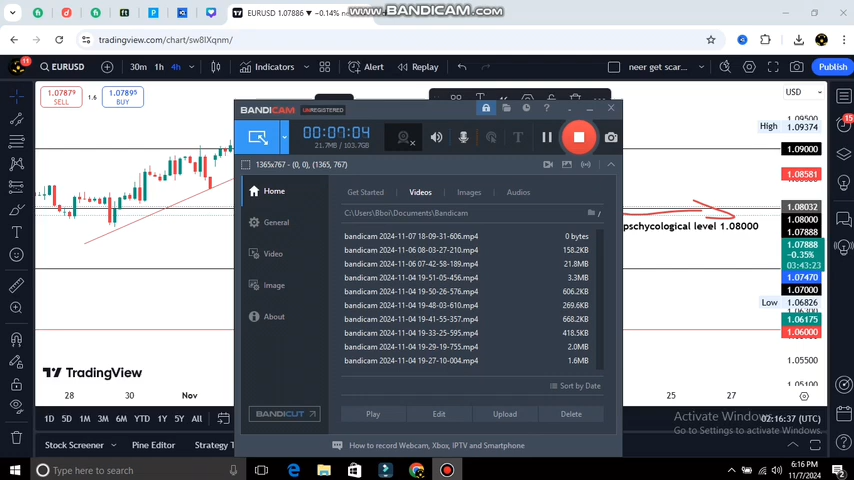 www.BANDICAM.com
EURUSD 1.07886 ▼ −0.14% ne
tradingview.com/chart/sw8IXqnm/
11
EURUSD
30m 1h 4h
Indicators
Alert
Replay
neer get scar...
Publish
1.07879
SELL
1.6
1.07895
BUY
USD
1.09500
High 1.09374
15
1.09000
1.08581
1.08032
1.08000
1.07888
1.07888
−0.35%
03:43:23
1.07470
1.07000
Low 1.06826
1.06175
1.06000
1.05500
1.05100
pschycological level 1.08000
BANDICAM UNREGISTERED
00:07:04
21.7MB / 103.7GB
1365x767 - (0, 0), (1365, 767)
Home
General
Video
Image
About
BANDICUT
Get Started Videos Images Audios
C:\Users\Bboi\Documents\Bandicam
bandicam 2024-11-07 18-09-31-606.mp4 0 bytes
bandicam 2024-11-06 08-03-27-210.mp4 158.2KB
bandicam 2024-11-06 07-42-58-189.mp4 21.8MB
bandicam 2024-11-04 19-51-05-456.mp4 3.3MB
bandicam 2024-11-04 19-50-26-576.mp4 606.2KB
bandicam 2024-11-04 19-48-03-610.mp4 269.6KB
bandicam 2024-11-04 19-41-55-357.mp4 668.2KB
bandicam 2024-11-04 19-33-25-595.mp4 418.5KB
bandicam 2024-11-04 19-29-19-755.mp4 2.0MB
bandicam 2024-11-04 19-27-10-004.mp4 1.6MB
Sort by Date
Play Edit Upload Delete
How to record Webcam, Xbox, IPTV and Smartphone
TradingView
28 29 Nov 25 27
1D 5D 1M 3M 6M YTD 1Y 5Y All
02:16:37 (UTC)
Activate Windows
Go to Settings to activate Windows.
Stock Screener
Pine Editor
Strategy T
Type here to search
6:16 PM
11/7/2024
2